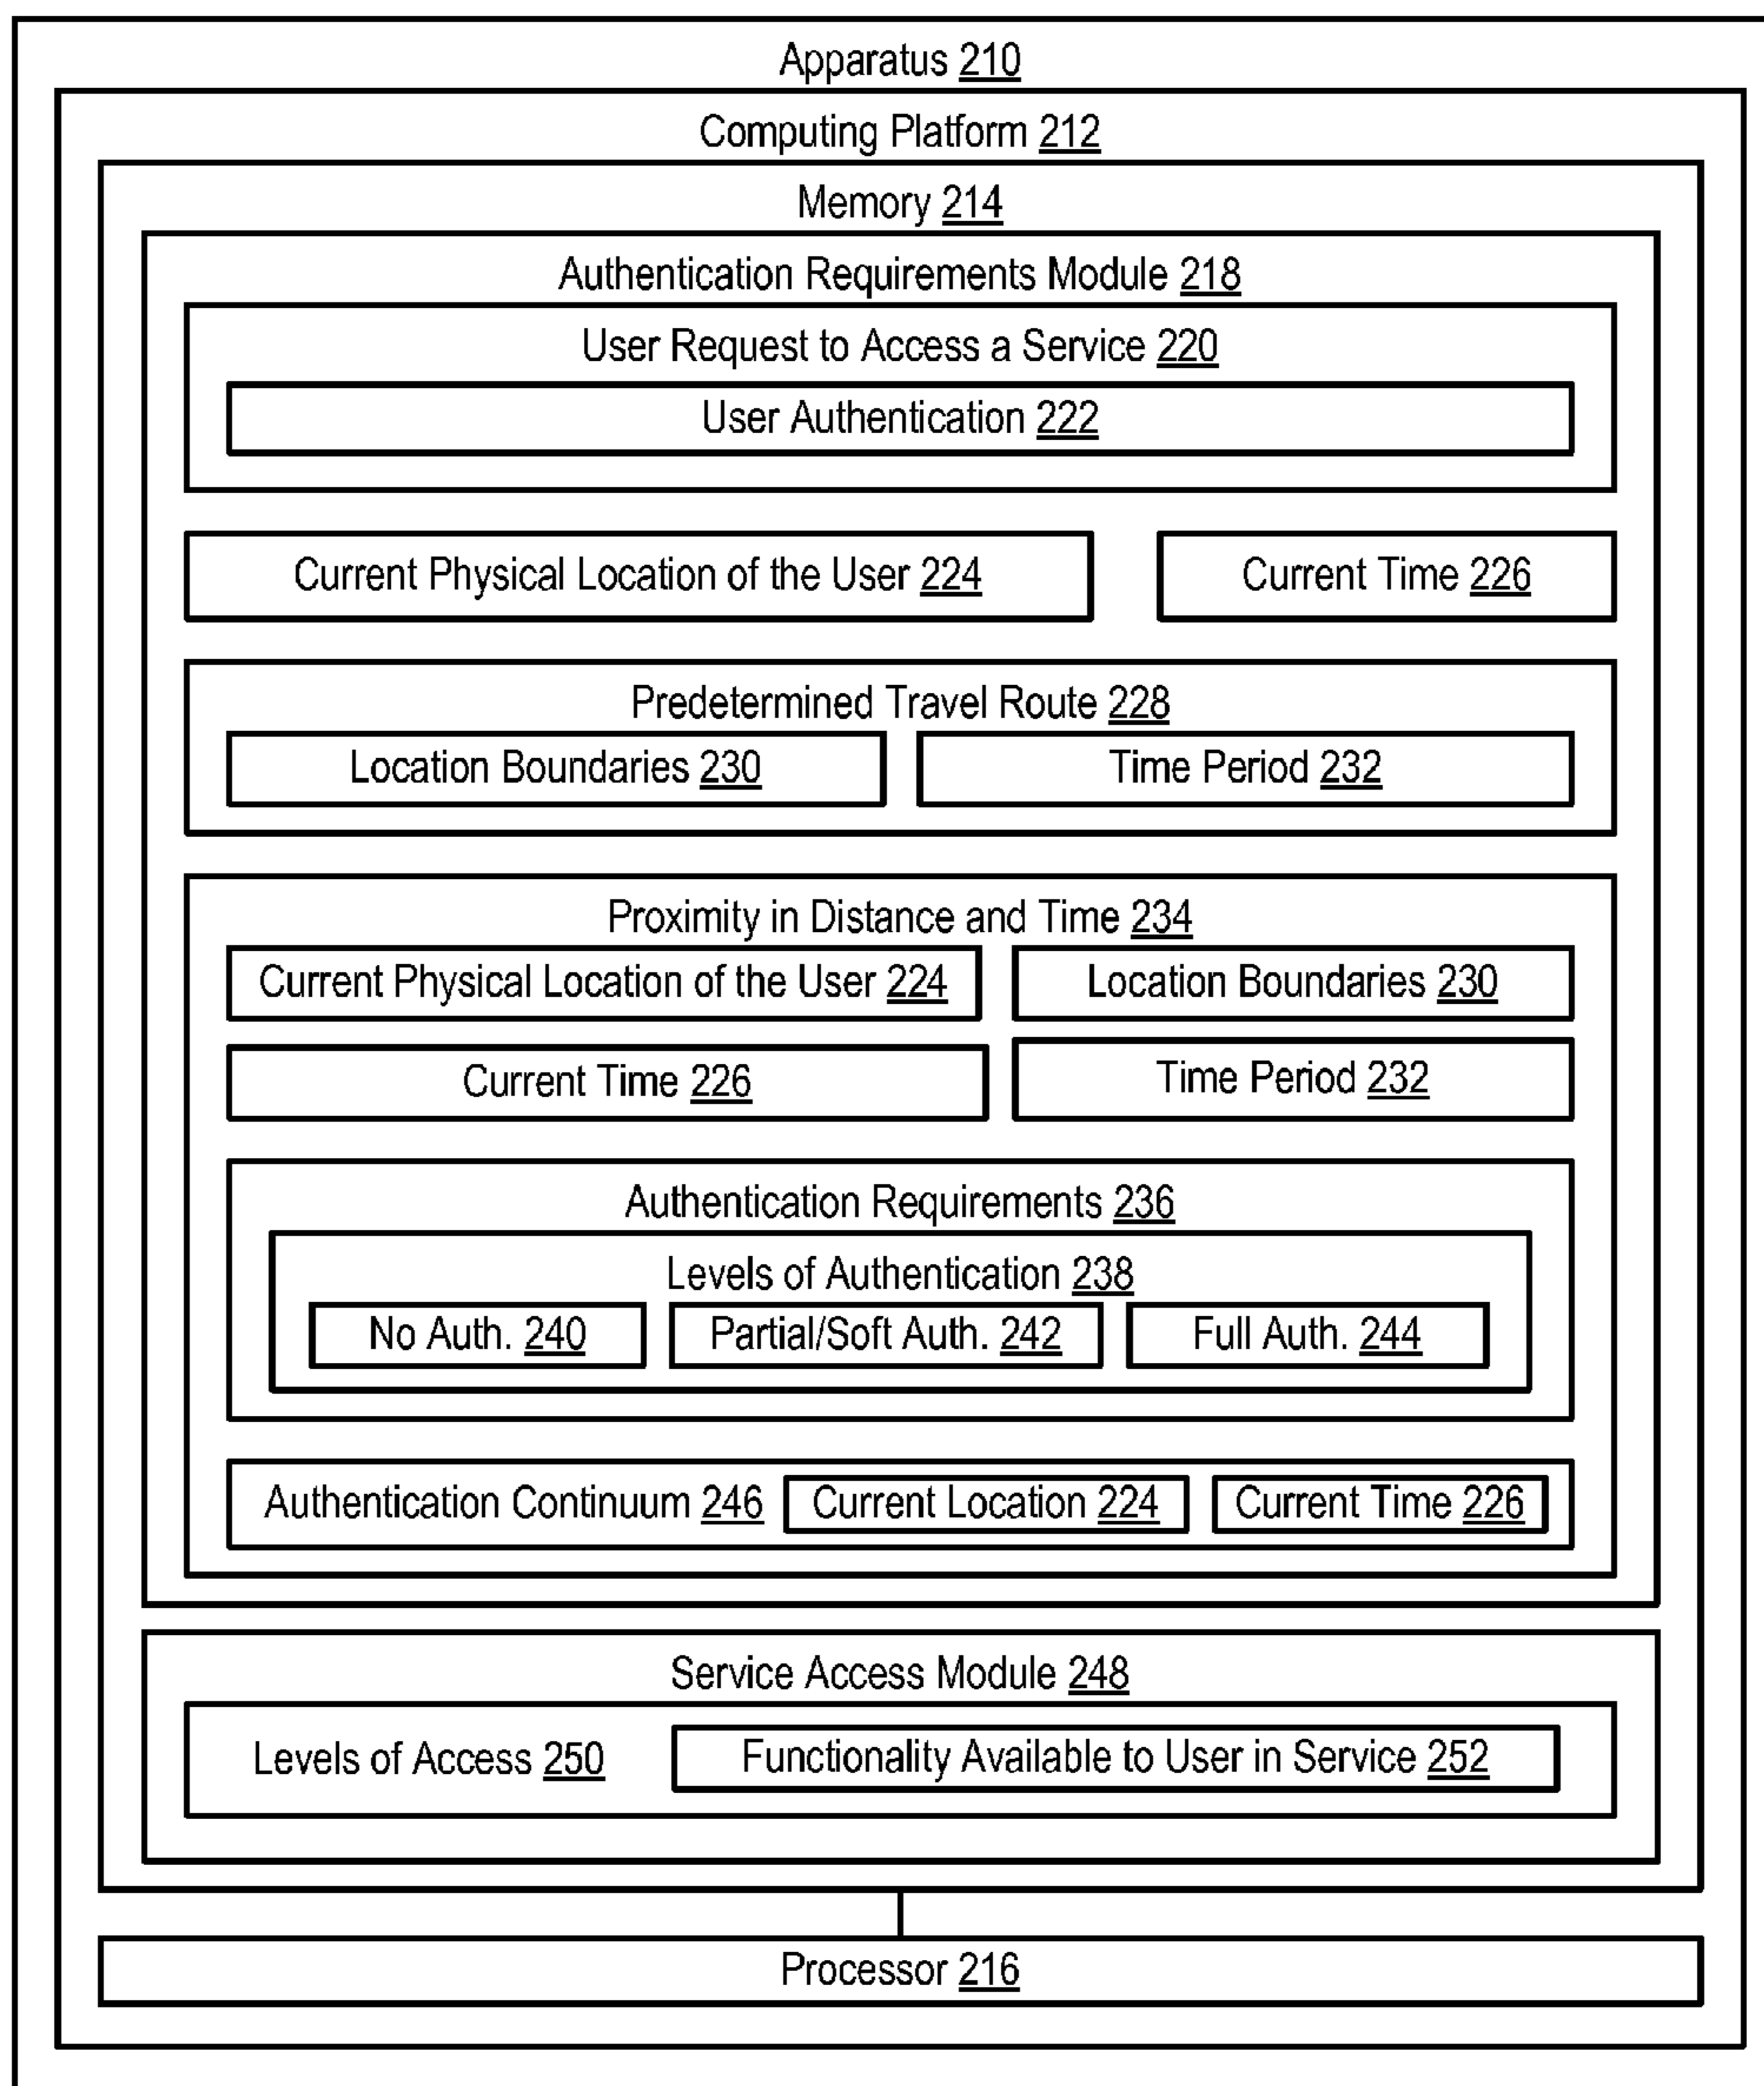 Apparatus 210
Computing Platform 212
Memory 214
Authentication Requirements Module 218
User Request to Access a Service 220
User Authentication 222
Current Physical Location of the User 224
Current Time 226
Predetermined Travel Route 228
Location Boundaries 230
Time Period 232
Proximity in Distance and Time 234
Current Physical Location of the User 224
Location Boundaries 230
Current Time 226
Time Period 232
Authentication Requirements 236
Levels of Authentication 238
No Auth. 240
Partial/Soft Auth. 242
Full Auth. 244
Authentication Continuum 246
Current Location 224
Current Time 226
Service Access Module 248
Levels of Access 250
Functionality Available to User in Service 252
Processor 216